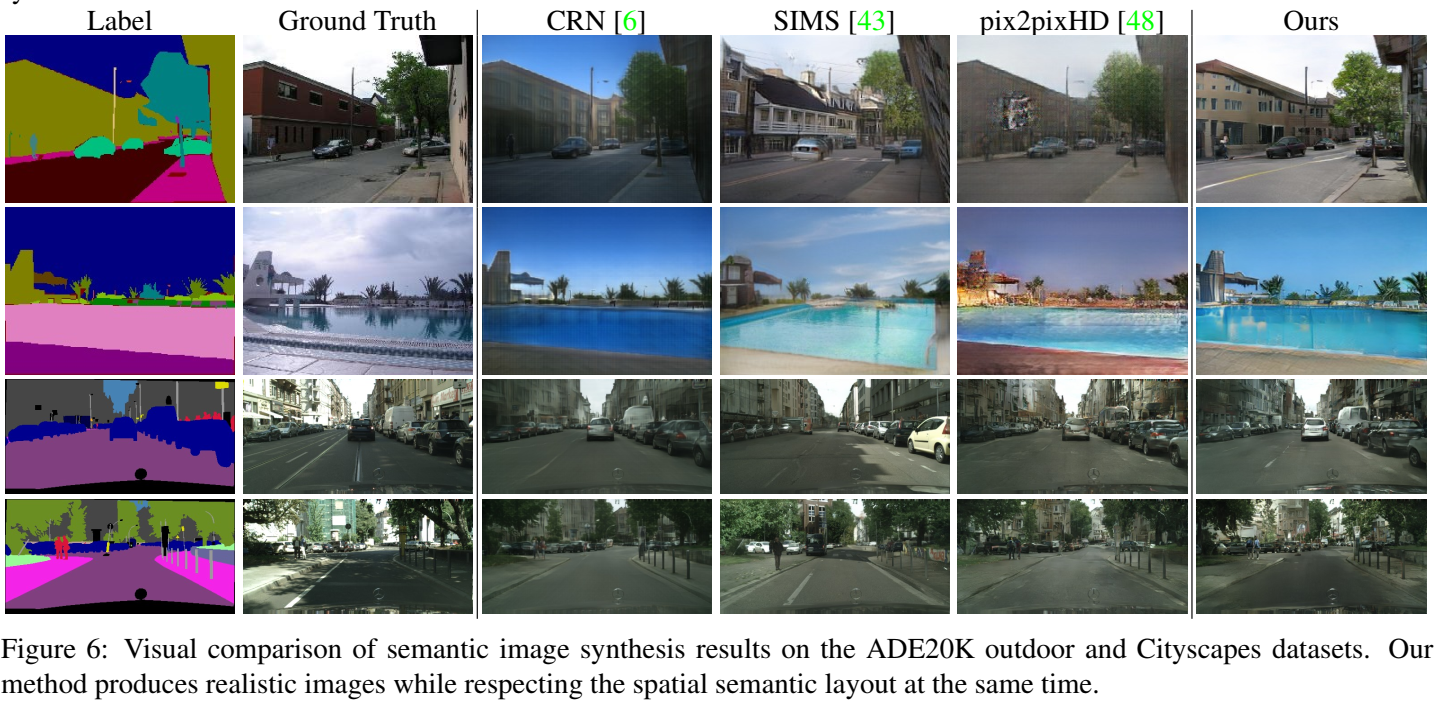 Label Ground Truth CRN [6] SIMS [43] pix2pixHD [48] Ours
Figure 6: Visual comparison of semantic image synthesis results on the ADE20K outdoor and Cityscapes datasets. Our
method produces realistic images while respecting the spatial semantic layout at the same time.